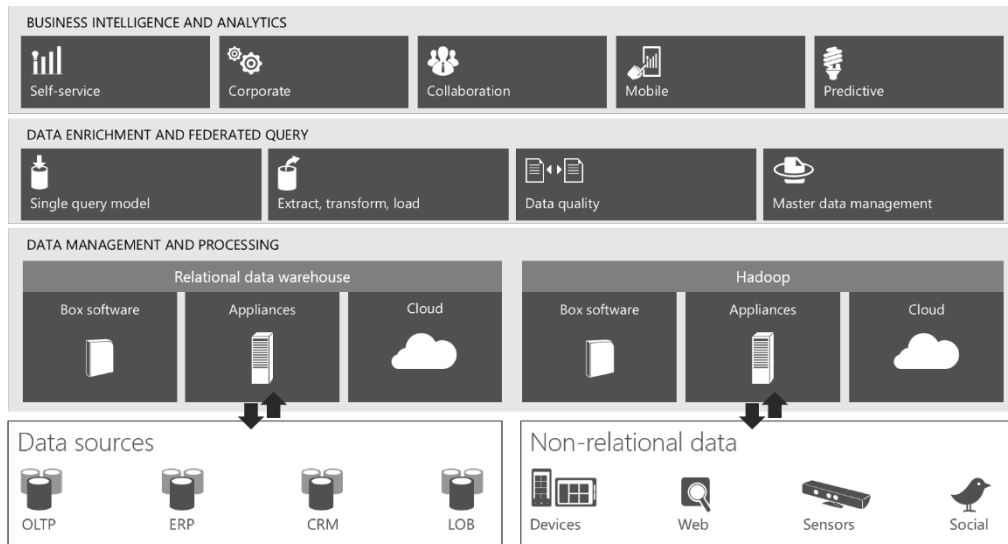 BUSINESS INTELLIGENCE AND ANALYTICS
Self-service
Corporate
Collaboration
Mobile
Predictive
DATA ENRICHMENT AND FEDERATED QUERY
Single query model
Extract, transform, load
Data quality
Master data management
DATA MANAGEMENT AND PROCESSING
Relational data warehouse
Box software
Appliances
Cloud
Hadoop
Box software
Appliances
Cloud
Data sources
OLTP
ERP
CRM
LOB
Non-relational data
Devices
Web
Sensors
Social